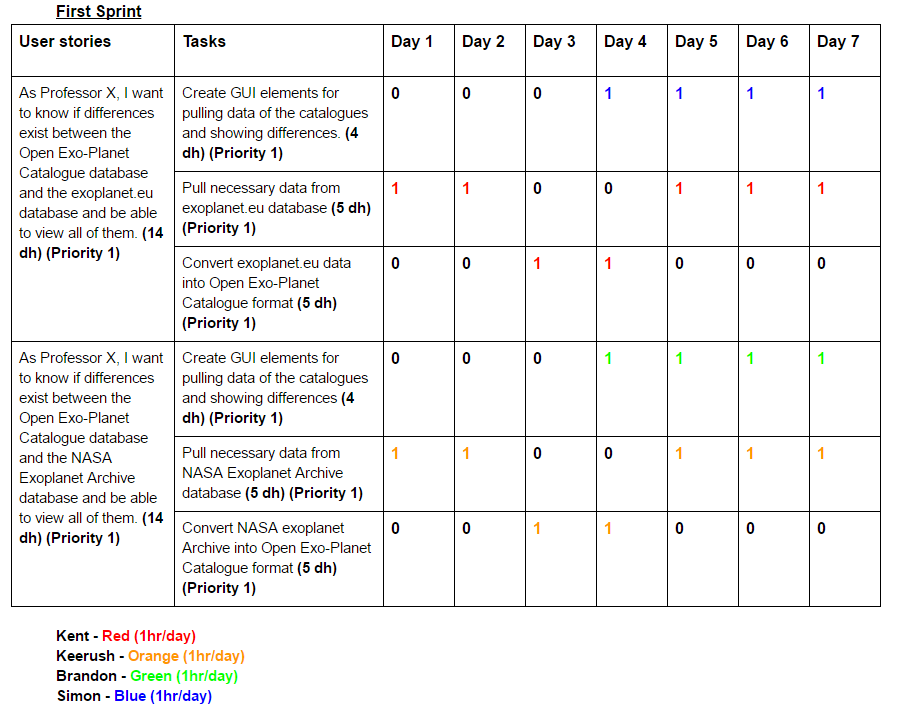 First Sprint
User stories Tasks Day 1 Day 2 Day 3 Day 4 Day 5 Day 6 Day 7
As Professor X, I want
to know if differences
exist between the
Open Exo-Planet
Catalogue database
and the exoplanet.eu
database and be able
to view all of them. (14
dh) (Priority 1)
Create GUI elements for
pulling data of the catalogues
and showing differences. (4
dh) (Priority 1)
0 0 0 1 1 1 1
Pull necessary data from
exoplanet.eu database (5 dh)
(Priority 1)
1 1 0 0 1 1 1
Convert exoplanet.eu data
into Open Exo-Planet
Catalogue format (5 dh)
(Priority 1)
0 0 1 1 0 0 0
As Professor X, I want
to know if differences
exist between the
Open Exo-Planet
Catalogue database
and the NASA
Exoplanet Archive
database and be able
to view all of them. (14
dh) (Priority 1)
Create GUI elements for
pulling data of the catalogues
and showing differences (4
dh) (Priority 1)
0 0 0 1 1 1 1
Pull necessary data from
NASA Exoplanet Archive
database (5 dh) (Priority 1)
1 1 0 0 1 1 1
Convert NASA exoplanet
Archive into Open Exo-Planet
Catalogue format (5 dh)
(Priority 1)
0 0 1 1 0 0 0
Kent - Red (1hr/day)
Keerush - Orange (1hr/day)
Brandon - Green (1hr/day)
Simon - Blue (1hr/day)